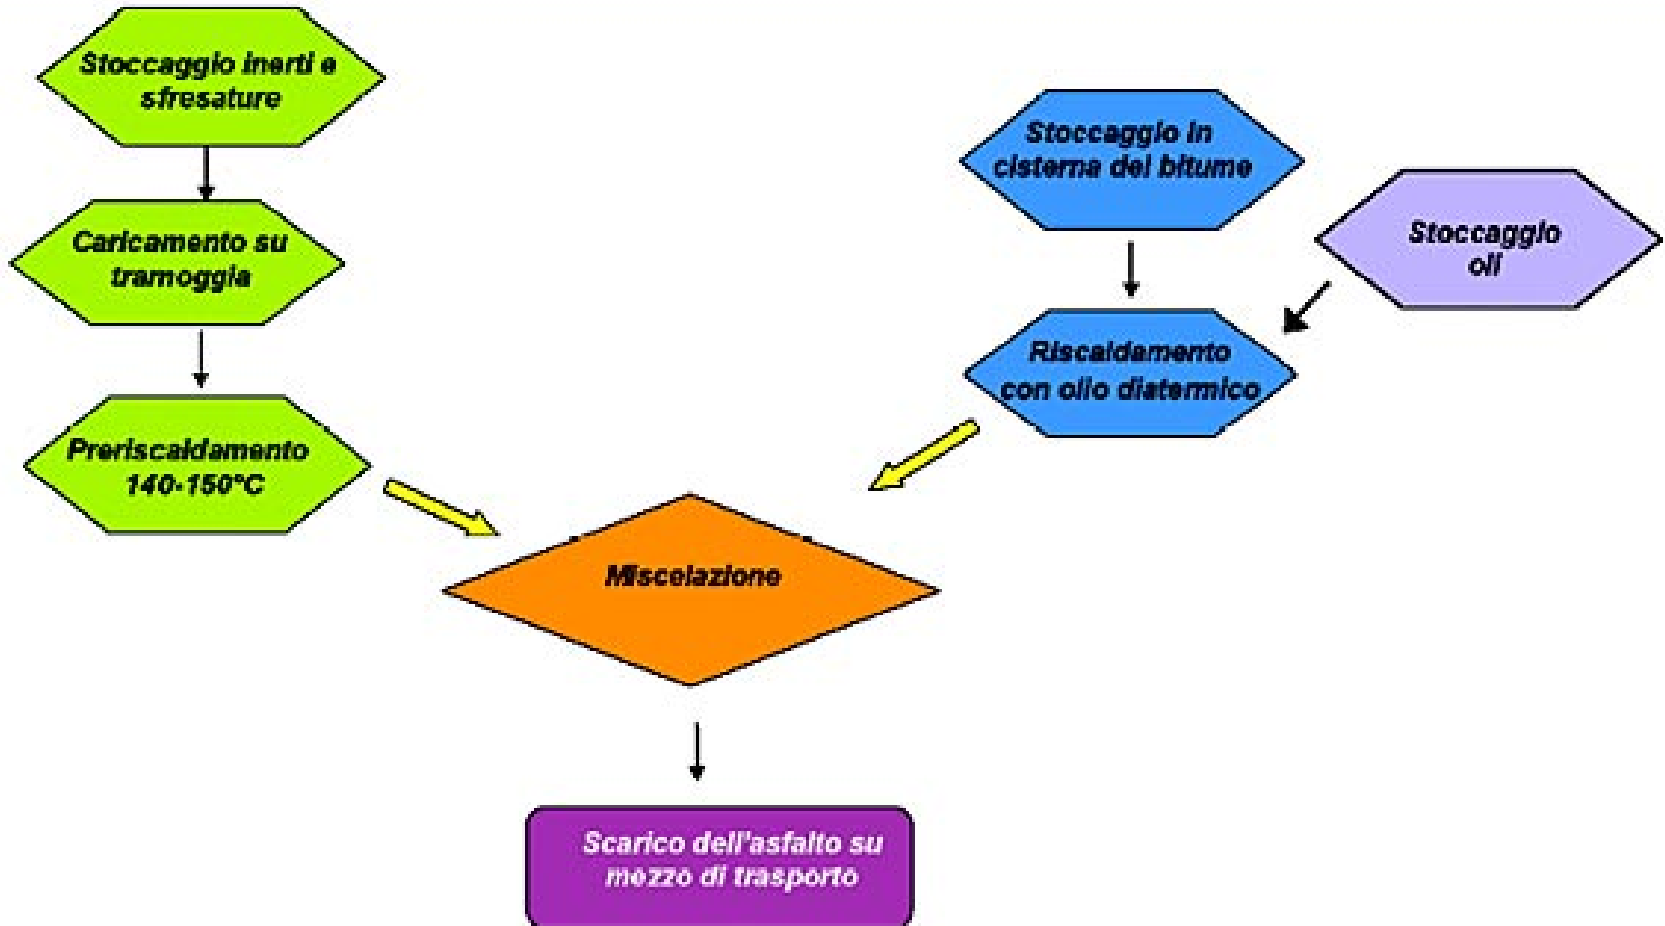 Stoccaggio inerti e
sfresature
Caricamento su
tramoggia
Preriscaldamento
140-150°C
Stoccaggio in
cisterna del bitume
Stoccaggio
oli
Riscaldamento
con olio diatermico
Miscelazione
Scarico dell'asfalto su
mezzo di trasporto